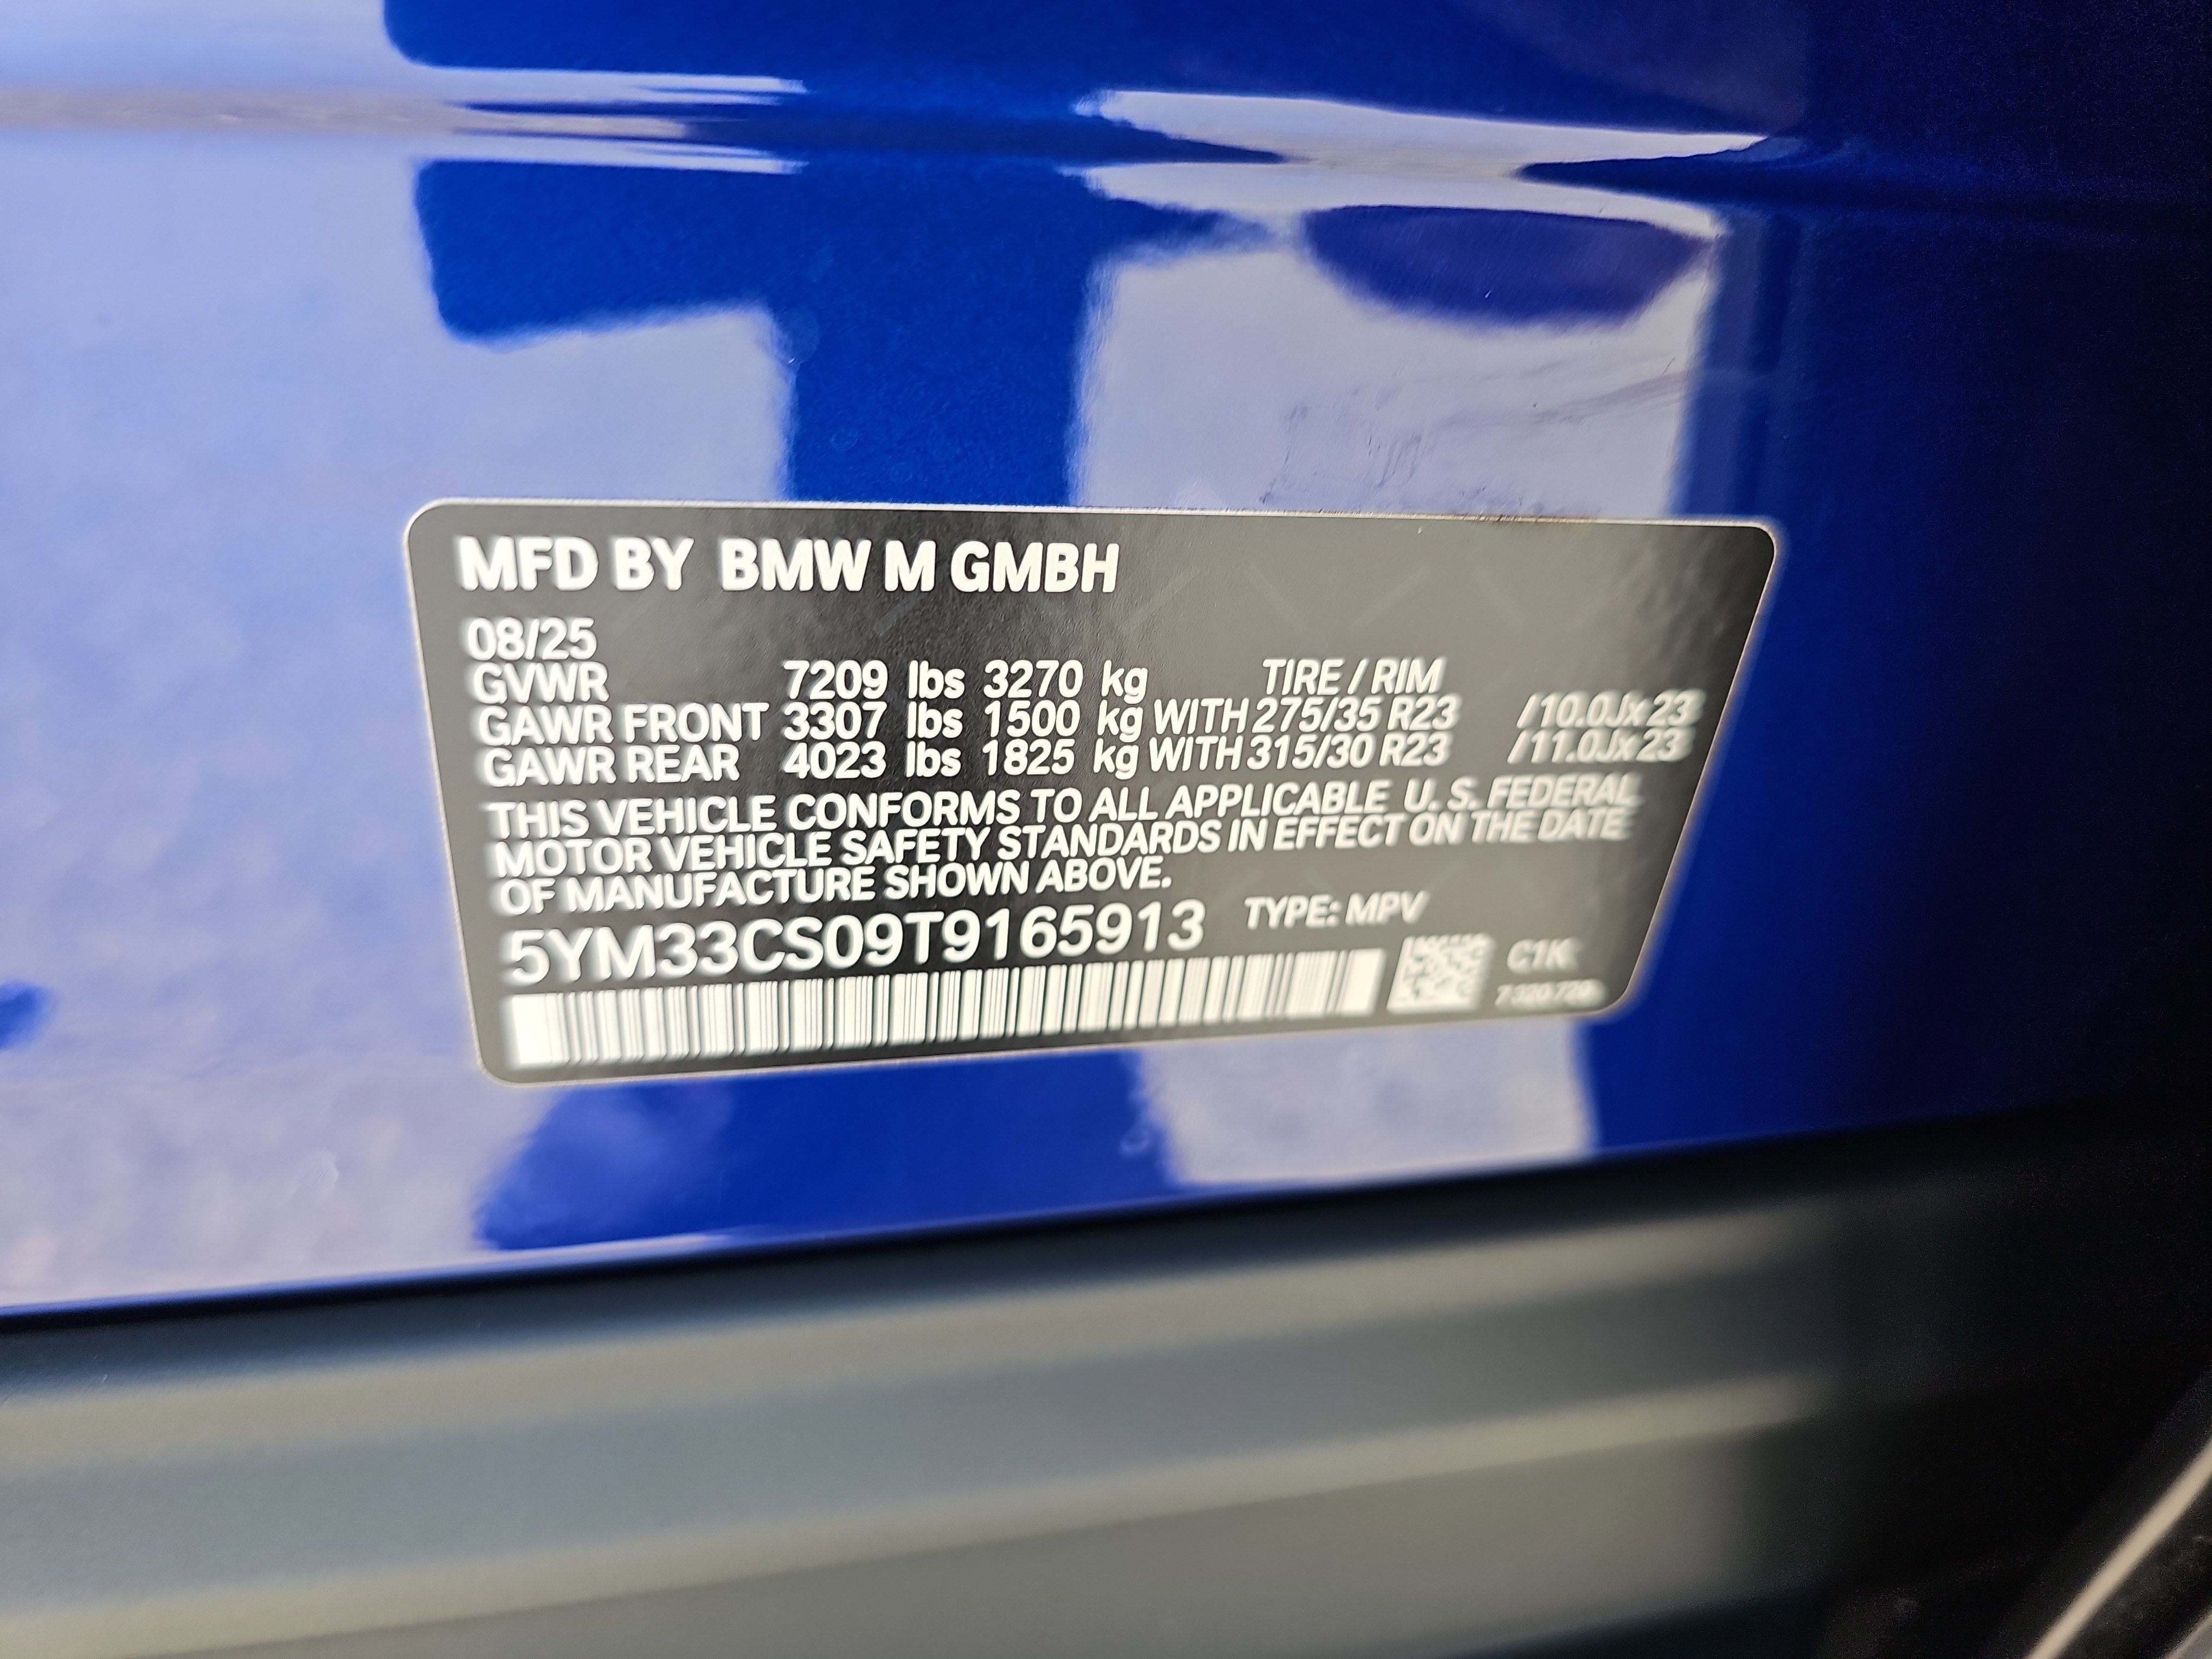 MFD BY BMW M GMBH
08/25
GVWR 7209 lbs 3270 kg TIRE / RIM
GAWR FRONT 3307 lbs 1500 kg WITH 275/35 R23 /10.0Jx23
GAWR REAR 4023 lbs 1825 kg WITH 315/30 R23 /11.0Jx23
THIS VEHICLE CONFORMS TO ALL APPLICABLE U. S. FEDERAL
MOTOR VEHICLE SAFETY STANDARDS IN EFFECT ON THE DATE
OF MANUFACTURE SHOWN ABOVE.
5YM33CS09T9165913 TYPE: MPV
C1K